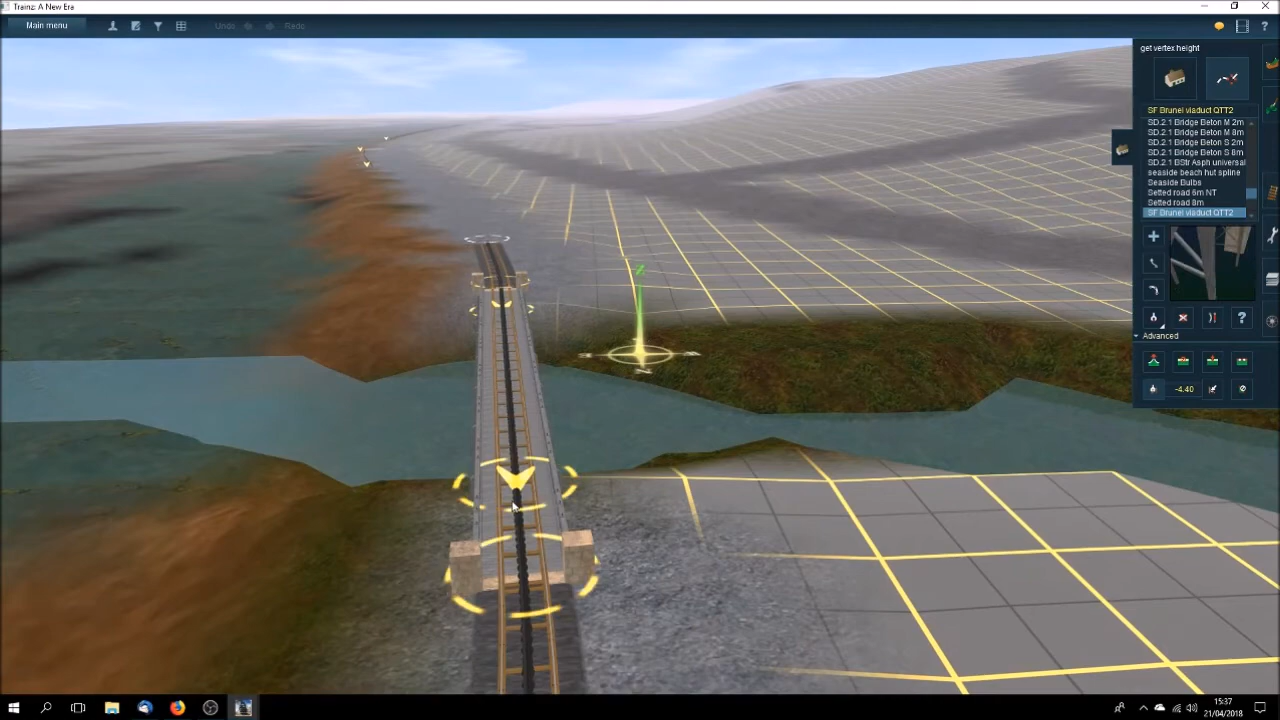 Trainz: A New Era
Main menu
Undo
Redo
get vertex height
SF Brunel viaduct QTT2
SD.2.1 Bridge Beton M 2m
SD.2.1 Bridge Beton M 8m
SD.2.1 Bridge Beton S 2m
SD.2.1 Bridge Beton S 8m
SD.2.1 BStr Asph universal
seaside beach hut spline
Seaside Bulbs
Setted road 6m NT
Setted road 8m
SF Brunel viaduct QTT2
Advanced
-4.40
Z
15:37
21/04/2018